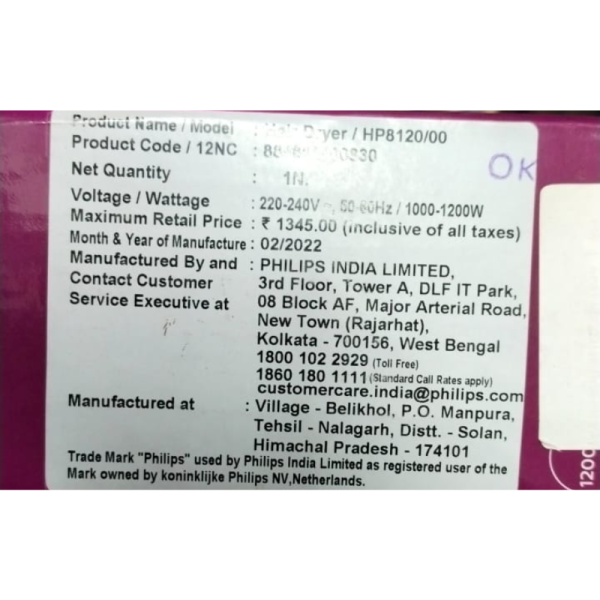 Product Name / Model : Hair Dryer / HP8120/00
Product Code / 12NC :
OK
Net Quantity : 1N.
Voltage / Wattage : 220-240V ~, 50-60Hz / 1000-1200W
Maximum Retail Price : ₹ 1345.00 (inclusive of all taxes)
Month & Year of Manufacture : 02/2022
Manufactured By and : PHILIPS INDIA LIMITED,
Contact Customer 3rd Floor, Tower A, DLF IT Park,
Service Executive at 08 Block AF, Major Arterial Road,
New Town (Rajarhat),
Kolkata - 700156, West Bengal
1800 102 2929 (Toll Free)
1860 180 1111 (Standard Call Rates apply)
customercare.india@philips.com
Manufactured at : Village - Belikhol, P.O. Manpura,
Tehsil - Nalagarh, Distt. - Solan,
Himachal Pradesh - 174101
Trade Mark "Philips" used by Philips India Limited as registered user of the
Mark owned by koninklijke Philips NV,Netherlands.
1200